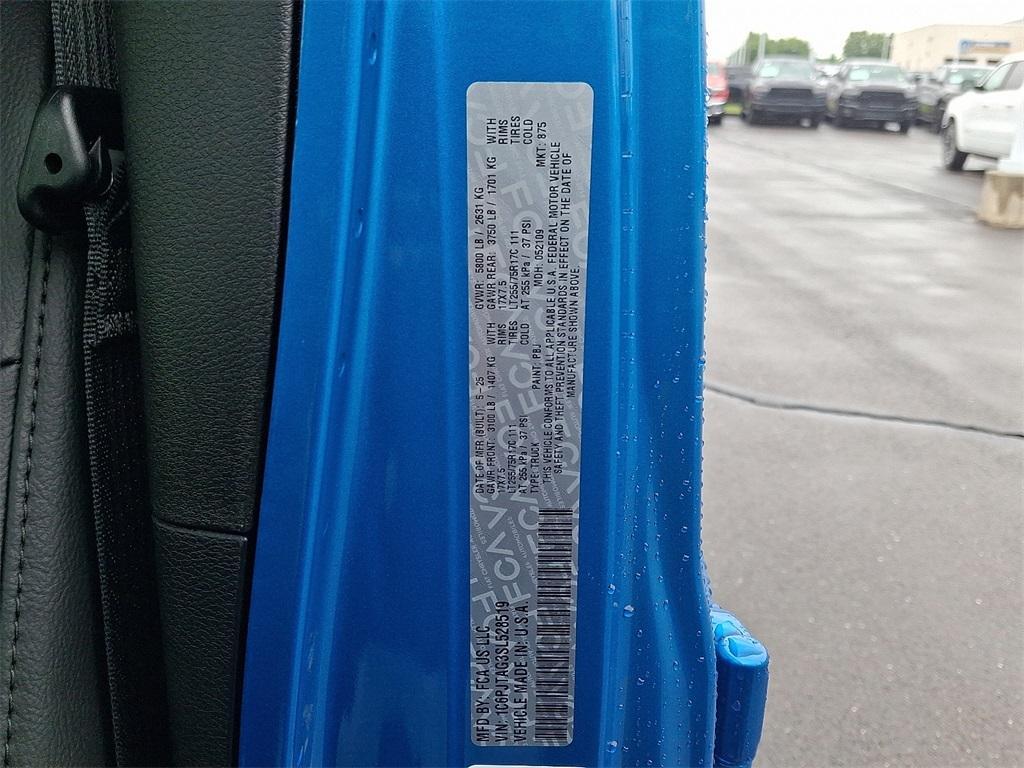 MFD BY: FCA US LLC
VIN: 1C6PJTAG3SL528519
VEHICLE MADE IN: U.S.A.
DATE OF MFR (BUILT): 5-25 GVWR: 5800 LB / 2631 KG
GAWR FRONT: 3100 LB / 1407 KG WITH GAWR REAR: 3750 LB / 1701 KG WITH
17X7.5 RIMS 17X7.5 RIMS
LT255/75R17C 111 TIRES LT255/75R17C 111 TIRES
AT 255 kPa / 37 PSI COLD AT 255 kPa / 37 PSI COLD
TYPE: TRUCK PAINT: PBJ MDH: 052109 MKT: 875
THIS VEHICLE CONFORMS TO ALL APPLICABLE U.S.A. FEDERAL MOTOR VEHICLE
SAFETY AND THEFT PREVENTION STANDARDS IN EFFECT ON THE DATE OF
MANUFACTURE SHOWN ABOVE.